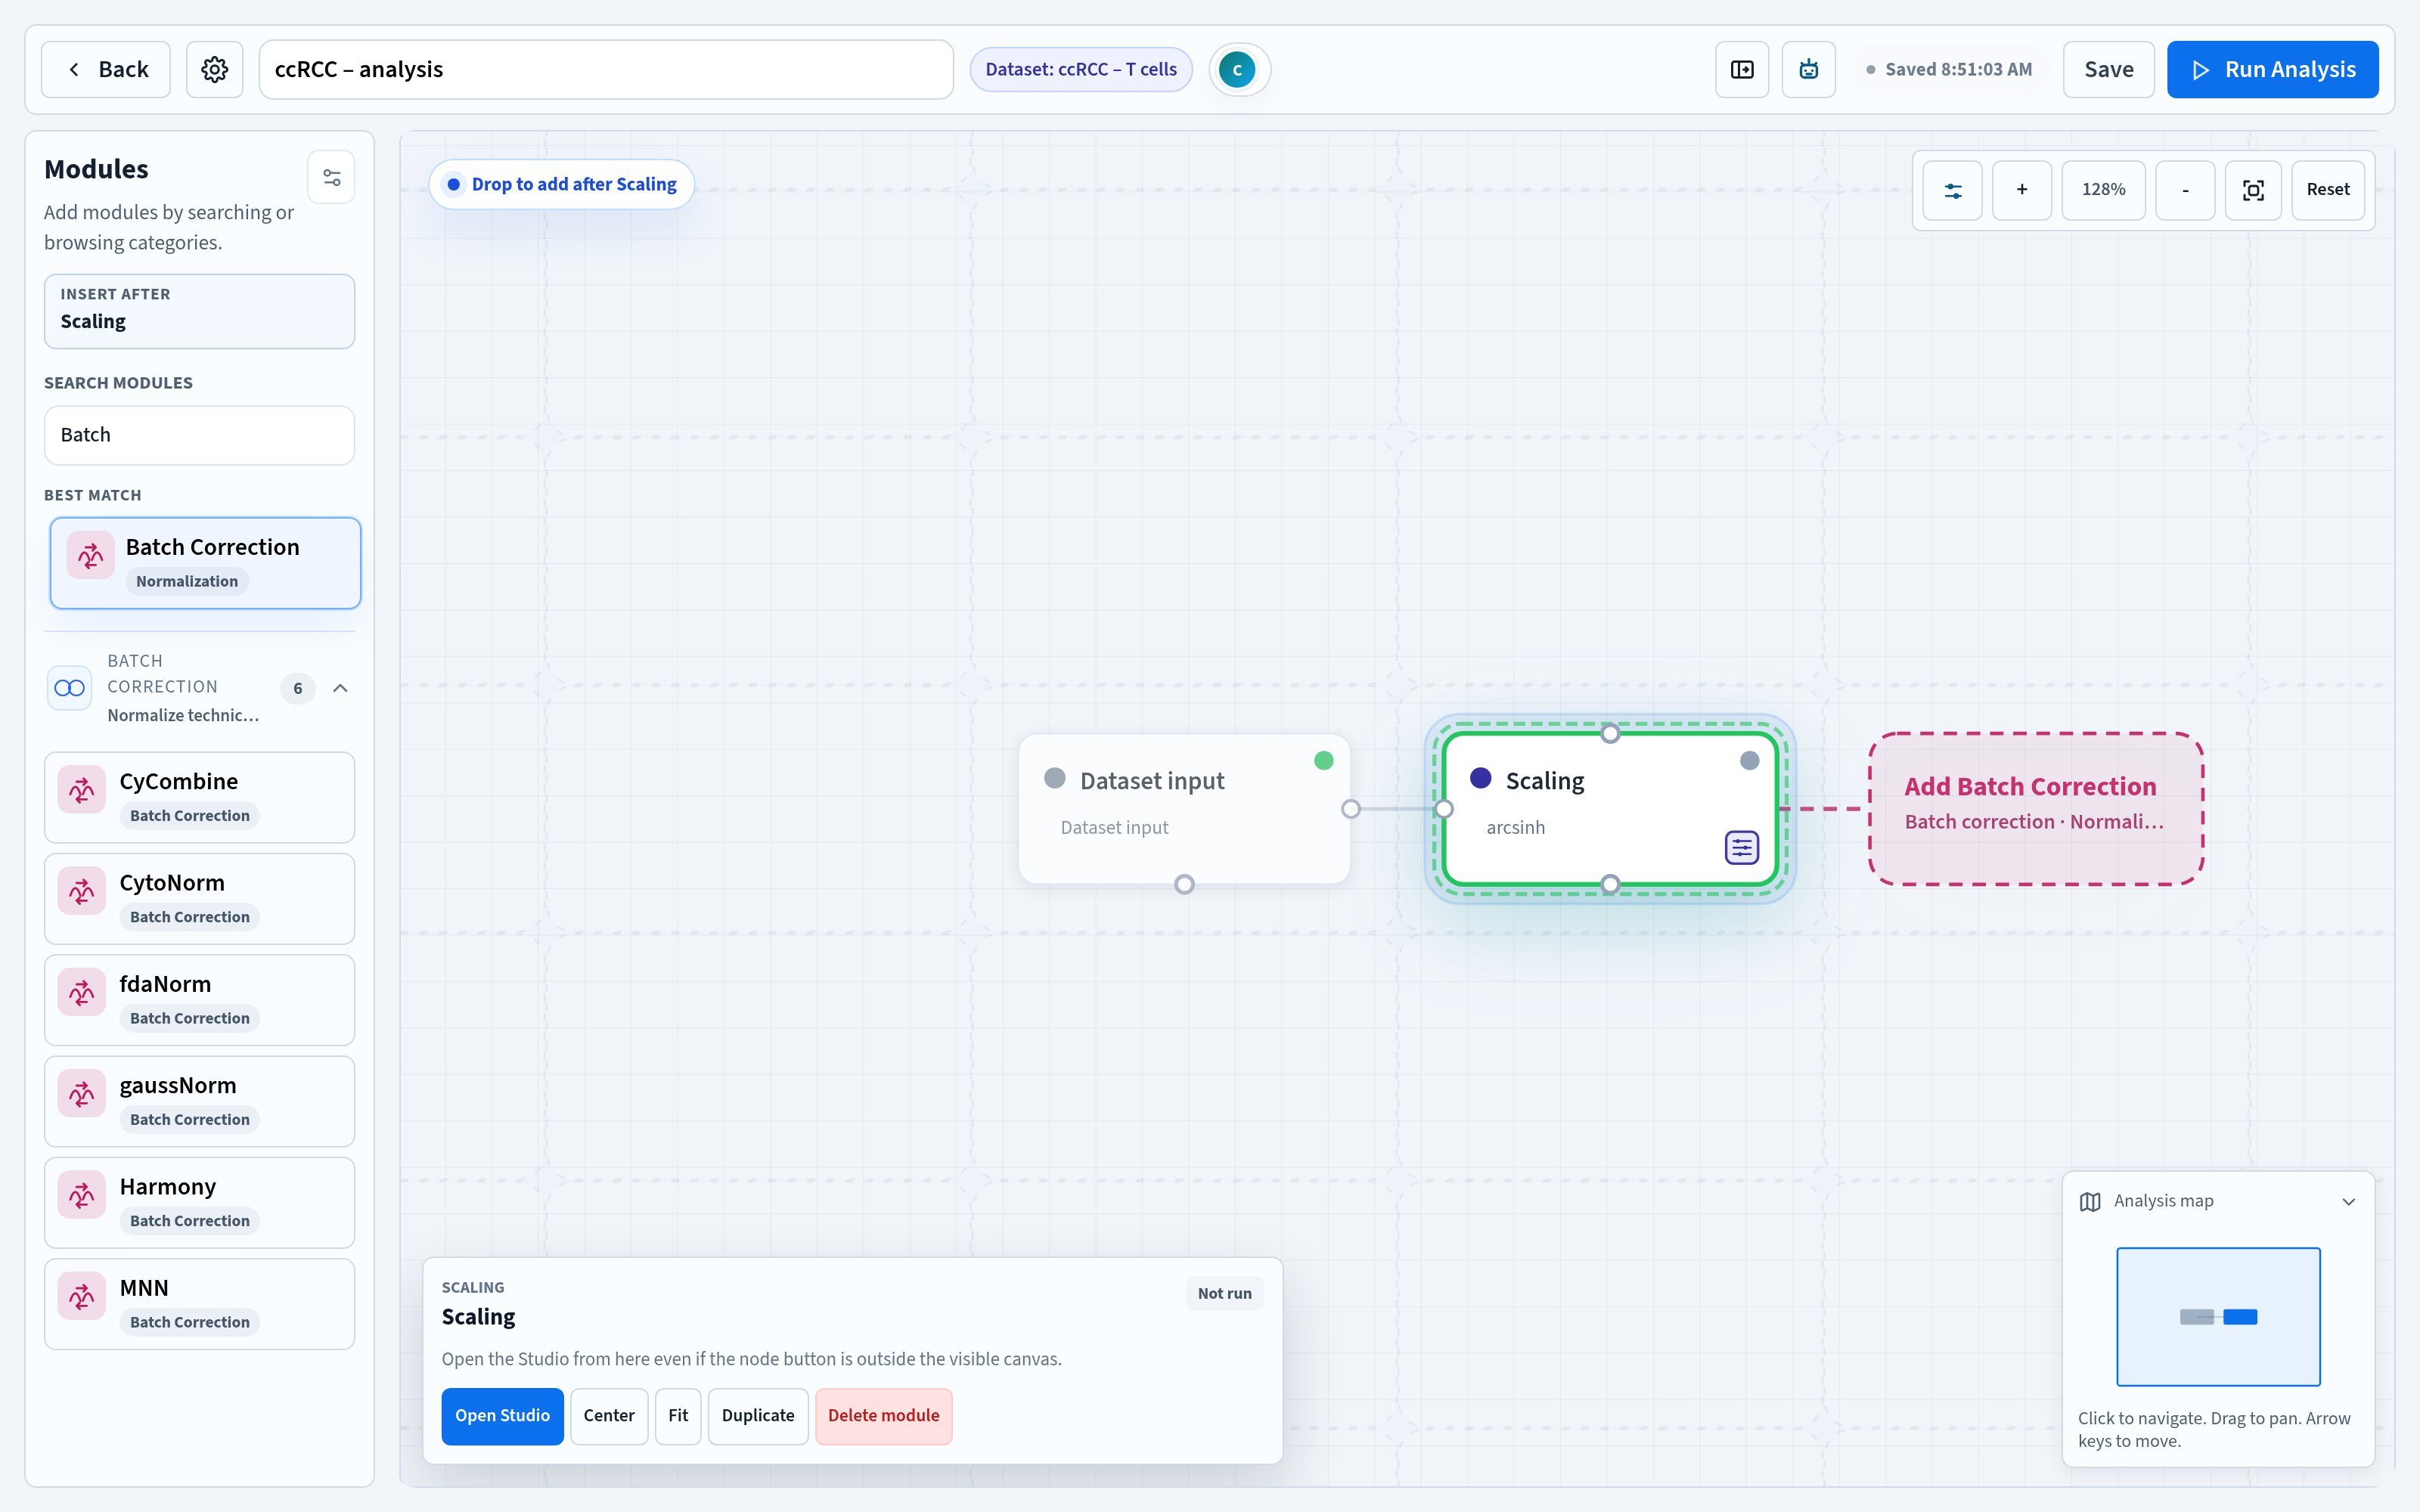 Back
ccRCC – analysis
Dataset: ccRCC – T cells
C
Saved 8:51:03 AM
Save
Run Analysis
Modules
Add modules by searching or
browsing categories.
INSERT AFTER
Scaling
SEARCH MODULES
Batch
BEST MATCH
Batch Correction
Normalization
BATCH
CORRECTION
Normalize technic...
6
CyCombine
Batch Correction
CytoNorm
Batch Correction
fdaNorm
Batch Correction
gaussNorm
Batch Correction
Harmony
Batch Correction
MNN
Batch Correction
Drop to add after Scaling
+
128%
-
Reset
Dataset input
Dataset input
Scaling
arcsinh
Add Batch Correction
Batch correction · Normali...
SCALING
Scaling
Not run
Open the Studio from here even if the node button is outside the visible canvas.
Open Studio
Center
Fit
Duplicate
Delete module
Analysis map
Click to navigate. Drag to pan. Arrow
keys to move.